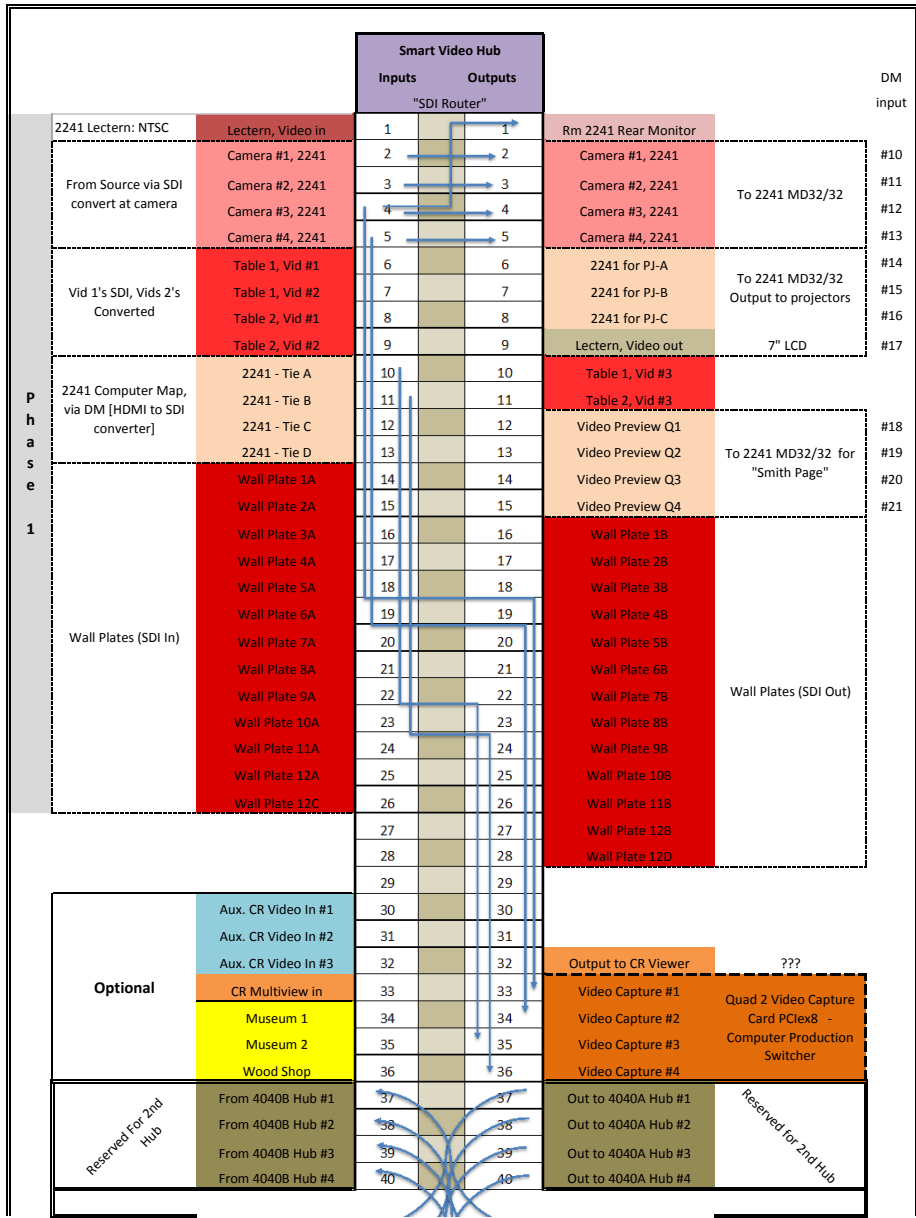 Smart Video Hub
Inputs Outputs
"SDI Router"
DM
input
Phase 1
2241 Lectern: NTSC Lectern, Video in 1 1 Rm 2241 Rear Monitor
From Source via SDI
convert at camera
Camera #1, 2241 2 2 Camera #1, 2241 #10
Camera #2, 2241 3 3 Camera #2, 2241 #11
Camera #3, 2241 4 4 Camera #3, 2241 #12
Camera #4, 2241 5 5 Camera #4, 2241 #13
To 2241 MD32/32
Vid 1's SDI, Vids 2's
Converted
Table 1, Vid #1 6 6 2241 for PJ-A #14
Table 1, Vid #2 7 7 2241 for PJ-B #15
Table 2, Vid #1 8 8 2241 for PJ-C #16
To 2241 MD32/32
Output to projectors
Table 2, Vid #2 9 9 Lectern, Video out 7" LCD #17
2241 Computer Map,
via DM [HDMI to SDI
converter]
2241 - Tie A 10 10 Table 1, Vid #3
2241 - Tie B 11 11 Table 2, Vid #3
2241 - Tie C 12 12 Video Preview Q1 #18
2241 - Tie D 13 13 Video Preview Q2 #19
Wall Plate 1A 14 14 Video Preview Q3 #20
Wall Plate 2A 15 15 Video Preview Q4 #21
To 2241 MD32/32 for
"Smith Page"
Wall Plates (SDI In)
Wall Plate 3A 16 16 Wall Plate 1B
Wall Plate 4A 17 17 Wall Plate 2B
Wall Plate 5A 18 18 Wall Plate 3B
Wall Plate 6A 19 19 Wall Plate 4B
Wall Plate 7A 20 20 Wall Plate 5B
Wall Plate 8A 21 21 Wall Plate 6B
Wall Plate 9A 22 22 Wall Plate 7B
Wall Plate 10A 23 23 Wall Plate 8B
Wall Plate 11A 24 24 Wall Plate 9B
Wall Plate 12A 25 25 Wall Plate 10B
Wall Plate 12C 26 26 Wall Plate 11B
27 27 Wall Plate 12B
28 28 Wall Plate 12D
Wall Plates (SDI Out)
29 29
Optional
Aux. CR Video In #1 30 30
Aux. CR Video In #2 31 31
Aux. CR Video In #3 32 32 Output to CR Viewer ???
CR Multiview in 33 33 Video Capture #1
Museum 1 34 34 Video Capture #2
Museum 2 35 35 Video Capture #3
Wood Shop 36 36 Video Capture #4
Quad 2 Video Capture
Card PCIex8 -
Computer Production
Switcher
Reserved For 2nd
Hub
From 4040B Hub #1 37 37 Out to 4040A Hub #1
From 4040B Hub #2 38 38 Out to 4040A Hub #2
From 4040B Hub #3 39 39 Out to 4040A Hub #3
From 4040B Hub #4 40 40 Out to 4040A Hub #4
Reserved for 2nd Hub